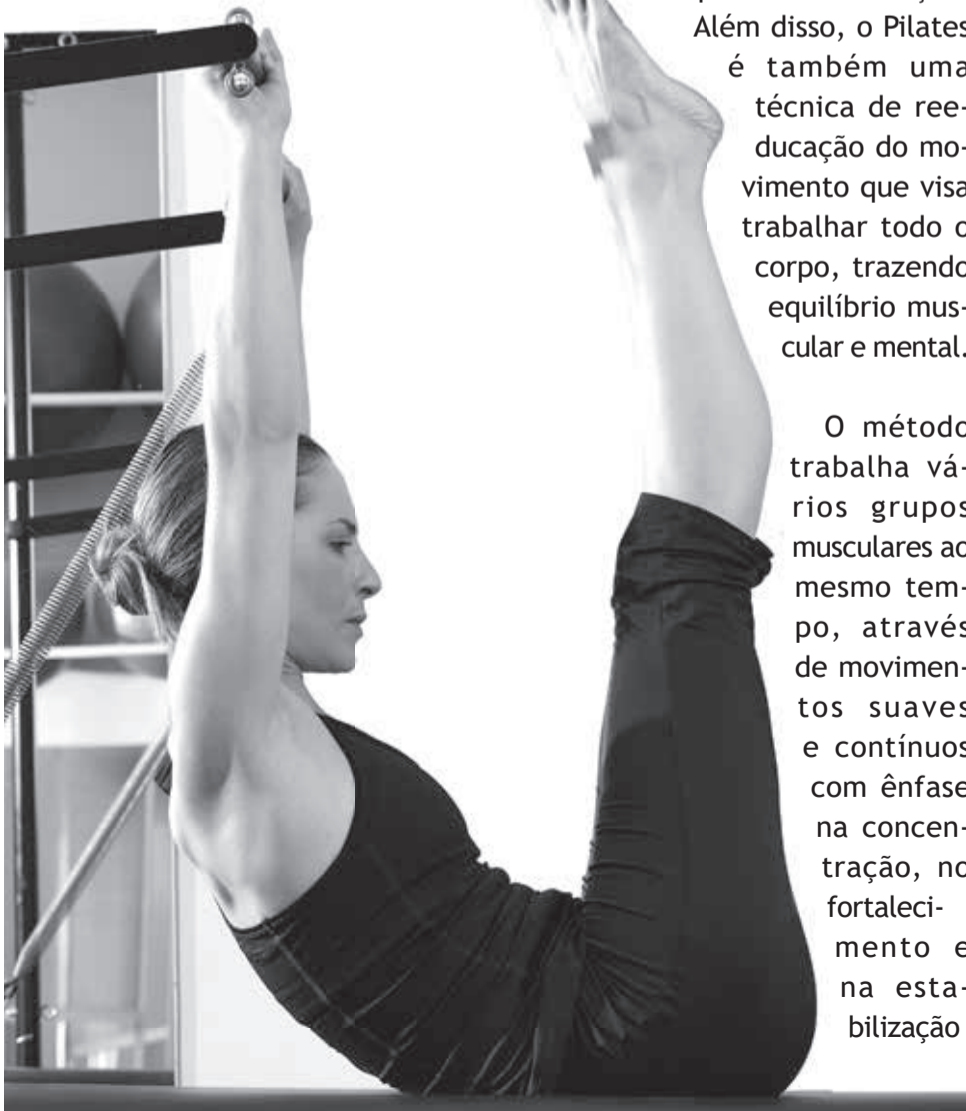 Além disso, o Pilates
é também uma
técnica de ree-
ducação do mo-
vimento que visa
trabalhar todo o
corpo, trazendo
equilíbrio mus-
cular e mental.
O método
trabalha vá-
rios grupos
musculares ao
mesmo tem-
po, através
de movimen-
tos suaves
e contínuos
com ênfase
na concen-
tração, no
fortaleci-
mento e
na esta-
bilização